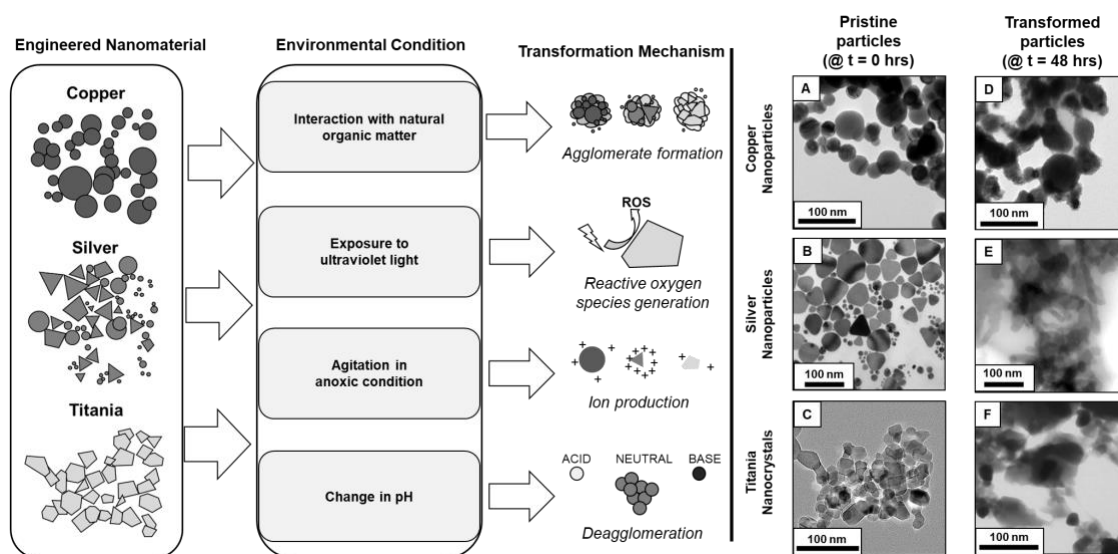 Engineered Nanomaterial
Copper
Silver
Titania
Environmental Condition
Interaction with natural
organic matter
Exposure to
ultraviolet light
Agitation in
anoxic condition
Change in pH
Transformation Mechanism
Agglomerate formation
ROS
Reactive oxygen
species generation
+ + + + + + + + + + + + + + +
Ion production
ACID NEUTRAL BASE
Deagglomeration
Pristine
particles
(@ t = 0 hrs)
Transformed
particles
(@ t = 48 hrs)
Copper
Nanoparticles
A
100 nm
D
100 nm
Silver
Nanoparticles
B
100 nm
E
100 nm
Titania
Nanocrystals
C
100 nm
F
100 nm